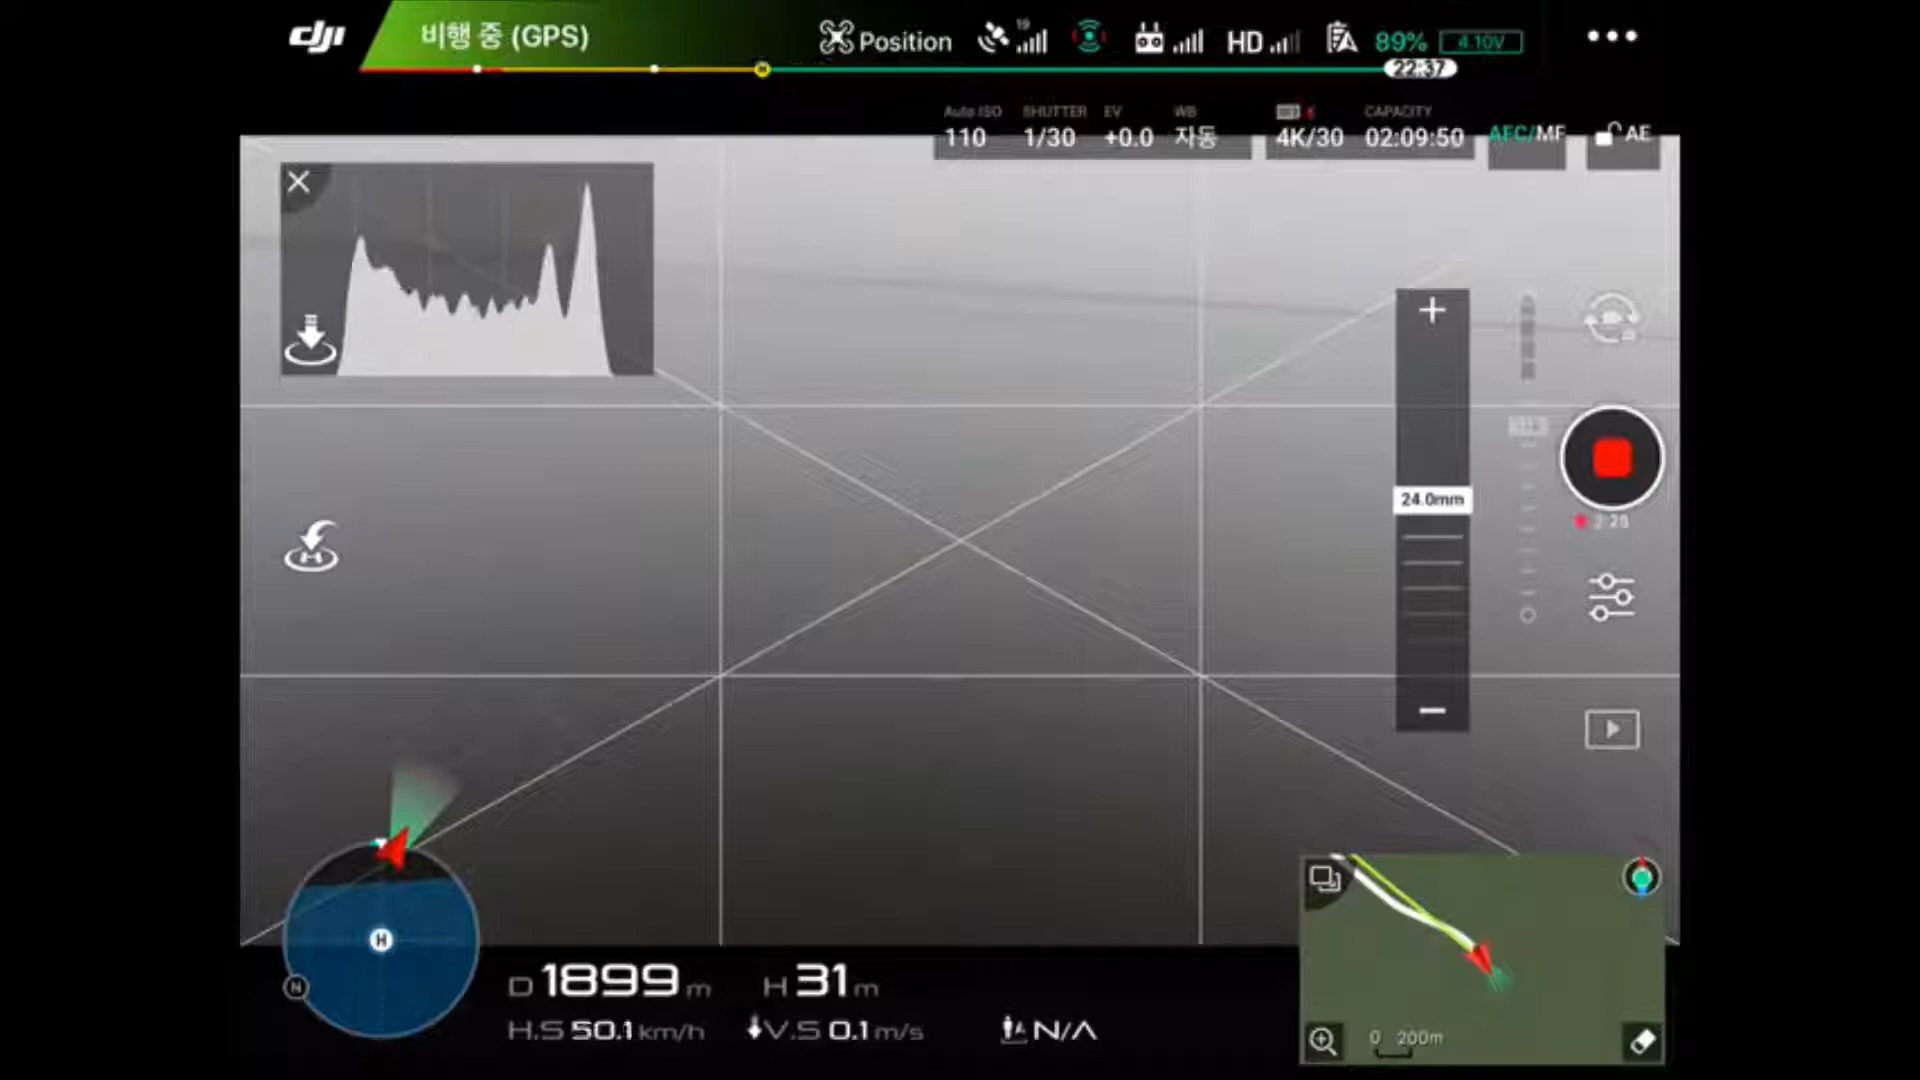 dji 비행 중 (GPS) Position 19 HD 89% 4.10V
H 22:37
Auto ISO SHUTTER EV WB CAPACITY
110 1/30 +0.0 자동 4K/30 02:09:50 AFC/MF AE
24.0mm
2:28
H
N
D 1899 m H 31 m
H.S 50.1 km/h V.S 0.1 m/s N/A
0 200m